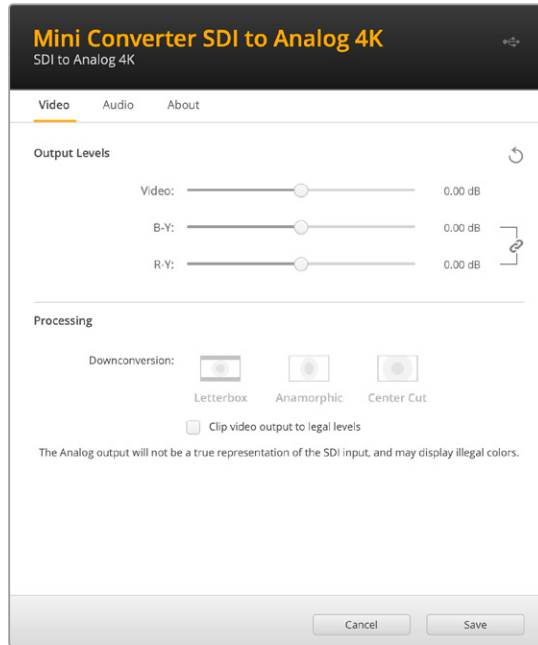 Mini Converter SDI to Analog 4K
SDI to Analog 4K
Video Audio About
Output Levels
Video: 0.00 dB
B-Y: 0.00 dB
R-Y: 0.00 dB
Processing
Downconversion:
Letterbox Anamorphic Center Cut
Clip video output to legal levels
The Analog output will not be a true representation of the SDI input, and may display illegal colors.
Cancel Save